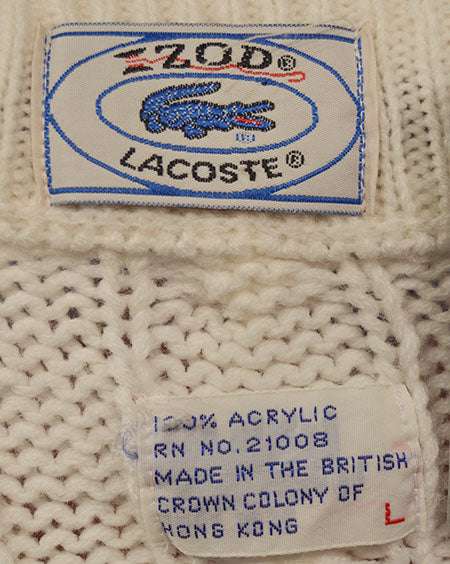 IZOD®
LACOSTE®
100% ACRYLIC
RN NO. 21008
MADE IN THE BRITISH
CROWN COLONY OF
HONG KONG
L